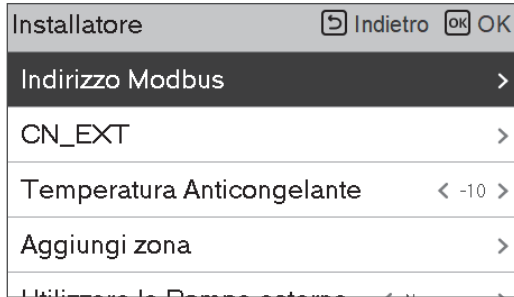 Installatore Indietro OK OK
Indirizzo Modbus >
CN_EXT >
Temperatura Anticongelante < -10 >
Aggiungi zona >